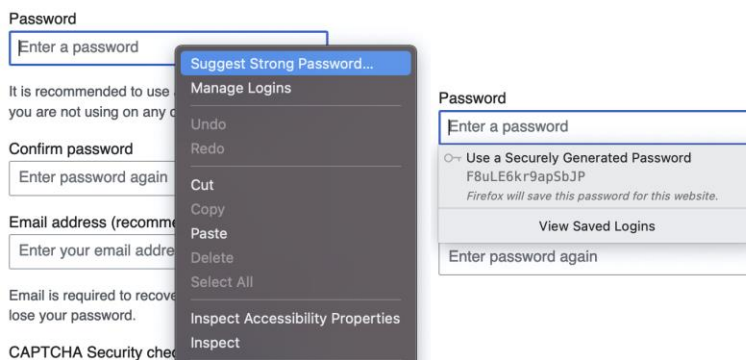 Password
Enter a password
It is recommended to use
you are not using on any
Confirm password
Enter password again
Email address (recomme
Enter your email addre
Email is required to recove
lose your password.
CAPTCHA Security chec
Suggest Strong Password...
Manage Logins
Undo
Redo
Cut
Copy
Paste
Delete
Select All
Inspect Accessibility Properties
Inspect
Password
Enter a password
Use a Securely Generated Password
F8uLE6kr9apSbJP
Firefox will save this password for this website.
View Saved Logins
Enter password again